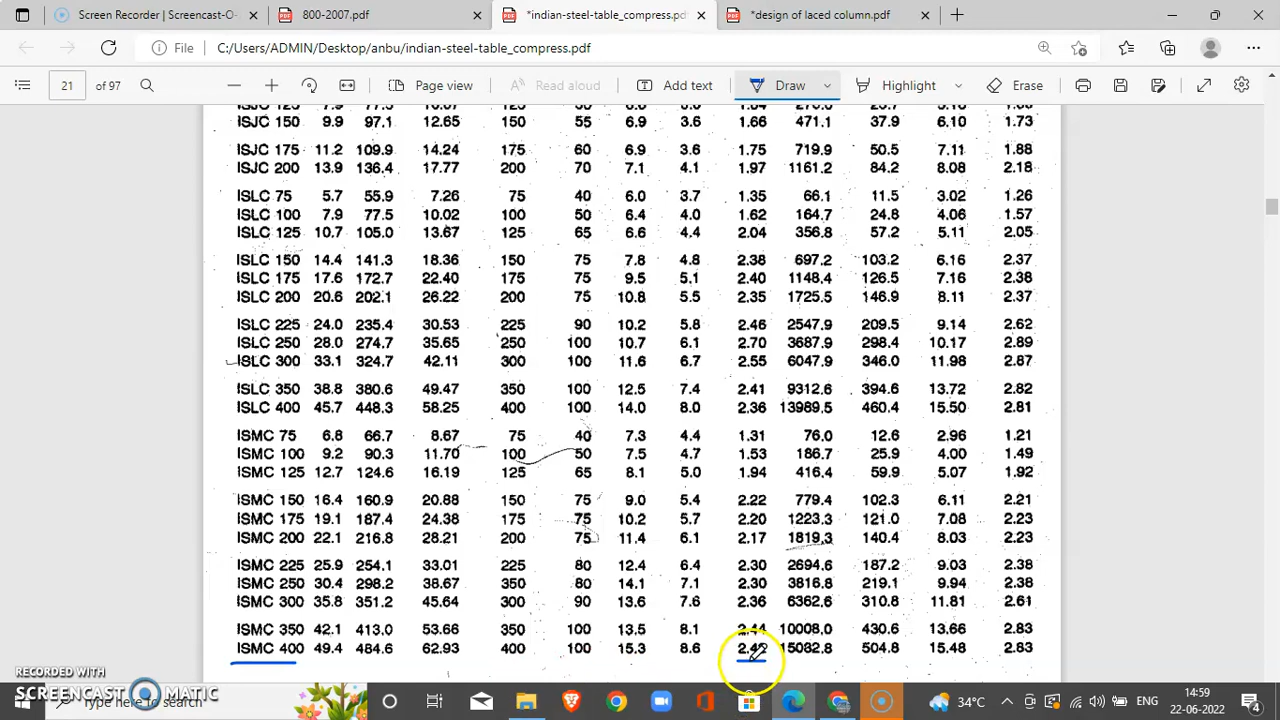 Screen Recorder | Screencast-O-
800-2007.pdf
*indian-steel-table_compress.pd
*design of laced column.pdf
File
C:/Users/ADMIN/Desktop/anbu/indian-steel-table_compress.pdf
21 of 97
Page view
Read aloud
Add text
Draw
Highlight
Erase
ISJC 150 9.9 97.1 12.65 150 55 6.9 3.6 1.66 471.1 37.9 6.10 1.73
ISJC 175 11.2 109.9 14.24 175 60 6.9 3.6 1.75 719.9 50.5 7.11 1.88
ISJC 200 13.9 136.4 17.77 200 70 7.1 4.1 1.97 1161.2 84.2 8.08 2.18
ISLC 75 5.7 55.9 7.26 75 40 6.0 3.7 1.35 66.1 11.5 3.02 1.26
ISLC 100 7.9 77.5 10.02 100 50 6.4 4.0 1.62 164.7 24.8 4.06 1.57
ISLC 125 10.7 105.0 13.67 125 65 6.6 4.4 2.04 356.8 57.2 5.11 2.05
ISLC 150 14.4 141.3 18.36 150 75 7.8 4.8 2.38 697.2 103.2 6.16 2.37
ISLC 175 17.6 172.7 22.40 175 75 9.5 5.1 2.40 1148.4 126.5 7.16 2.38
ISLC 200 20.6 202.1 26.22 200 75 10.8 5.5 2.35 1725.5 146.9 8.11 2.37
ISLC 225 24.0 235.4 30.53 225 90 10.2 5.8 2.46 2547.9 209.5 9.14 2.62
ISLC 250 28.0 274.7 35.65 250 100 10.7 6.1 2.70 3687.9 298.4 10.17 2.89
ISLC 300 33.1 324.7 42.11 300 100 11.6 6.7 2.55 6047.9 346.0 11.98 2.87
ISLC 350 38.8 380.6 49.47 350 100 12.5 7.4 2.41 9312.6 394.6 13.72 2.82
ISLC 400 45.7 448.3 58.25 400 100 14.0 8.0 2.36 13989.5 460.4 15.50 2.81
ISMC 75 6.8 66.7 8.67 75 40 7.3 4.4 1.31 76.0 12.6 2.96 1.21
ISMC 100 9.2 90.3 11.70 100 50 7.5 4.7 1.53 186.7 25.9 4.00 1.49
ISMC 125 12.7 124.6 16.19 125 65 8.1 5.0 1.94 416.4 59.9 5.07 1.92
ISMC 150 16.4 160.9 20.88 150 75 9.0 5.4 2.22 779.4 102.3 6.11 2.21
ISMC 175 19.1 187.4 24.38 175 75 10.2 5.7 2.20 1223.3 121.0 7.08 2.23
ISMC 200 22.1 216.8 28.21 200 75 11.4 6.1 2.17 1819.3 140.4 8.03 2.23
ISMC 225 25.9 254.1 33.01 225 80 12.4 6.4 2.30 2694.6 187.2 9.03 2.38
ISMC 250 30.4 298.2 38.67 350 80 14.1 7.1 2.30 3816.8 219.1 9.94 2.38
ISMC 300 35.8 351.2 45.64 300 90 13.6 7.6 2.36 6362.6 310.8 11.81 2.61
ISMC 350 42.1 413.0 53.66 350 100 13.5 8.1 2.44 10008.0 430.6 13.66 2.83
ISMC 400 49.4 484.6 62.93 400 100 15.3 8.6 15082.8 504.8 15.48 2.83
RECORDED WITH
SCREENCAST MATIC
here to search
34°C
ENG
14:59
22-06-2022
4